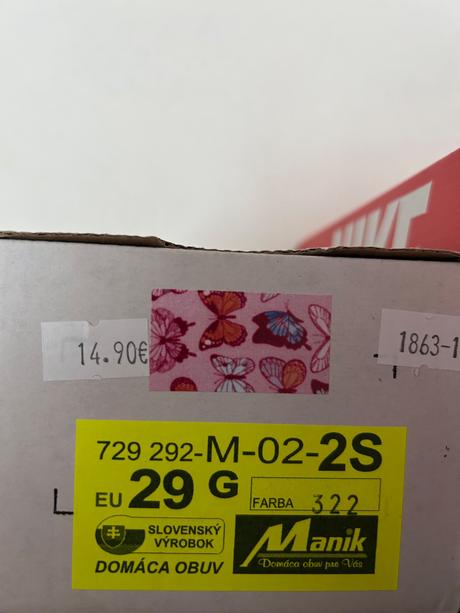 14.90€
1863-1
729 292-M-02-2S
EU 29 G
FARBA 322
SLOVENSKÝ
VÝROBOK
DOMÁCA OBUV
Manik
Domáca obuv pre Vás